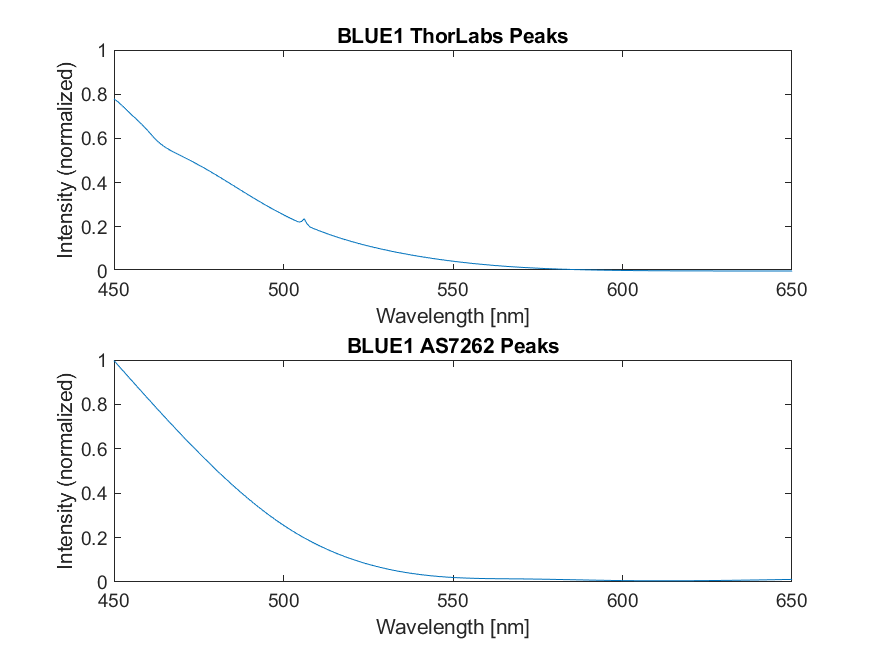 BLUE1 ThorLabs Peaks
1
0.8
0.6
0.4
0.2
0
Intensity (normalized)
450 500 550 600 650
Wavelength [nm]
BLUE1 AS7262 Peaks
1
0.8
0.6
0.4
0.2
0
Intensity (normalized)
450 500 550 600 650
Wavelength [nm]